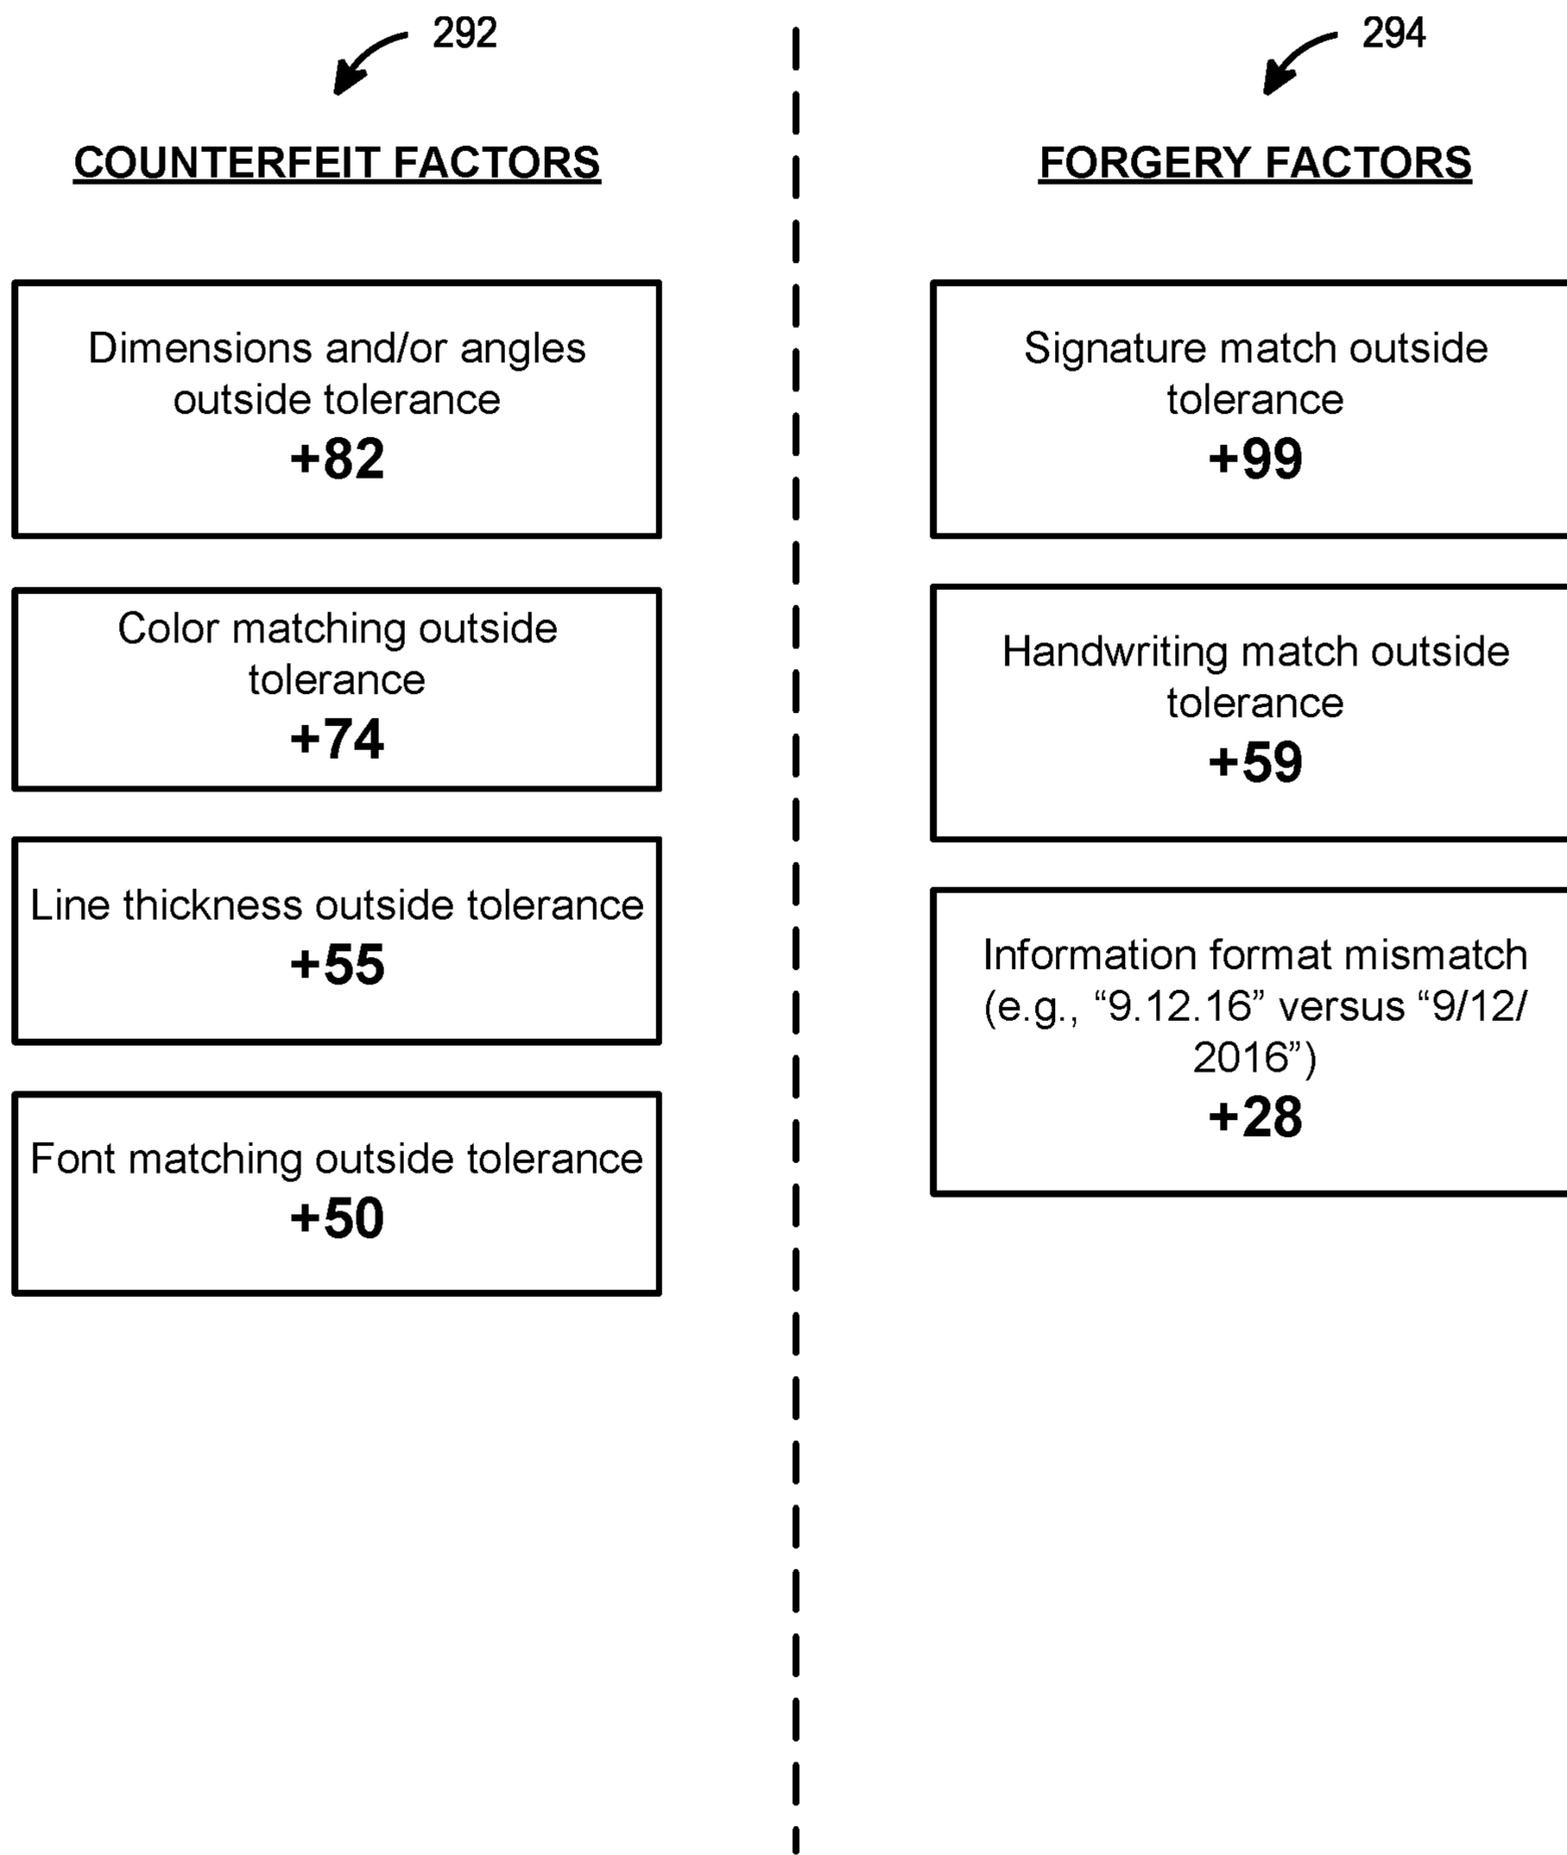 292
COUNTERFEIT FACTORS
Dimensions and/or angles
outside tolerance
+82
Color matching outside
tolerance
+74
Line thickness outside tolerance
+55
Font matching outside tolerance
+50
294
FORGERY FACTORS
Signature match outside
tolerance
+99
Handwriting match outside
tolerance
+59
Information format mismatch
(e.g., “9.12.16” versus “9/12/
2016”)
+28